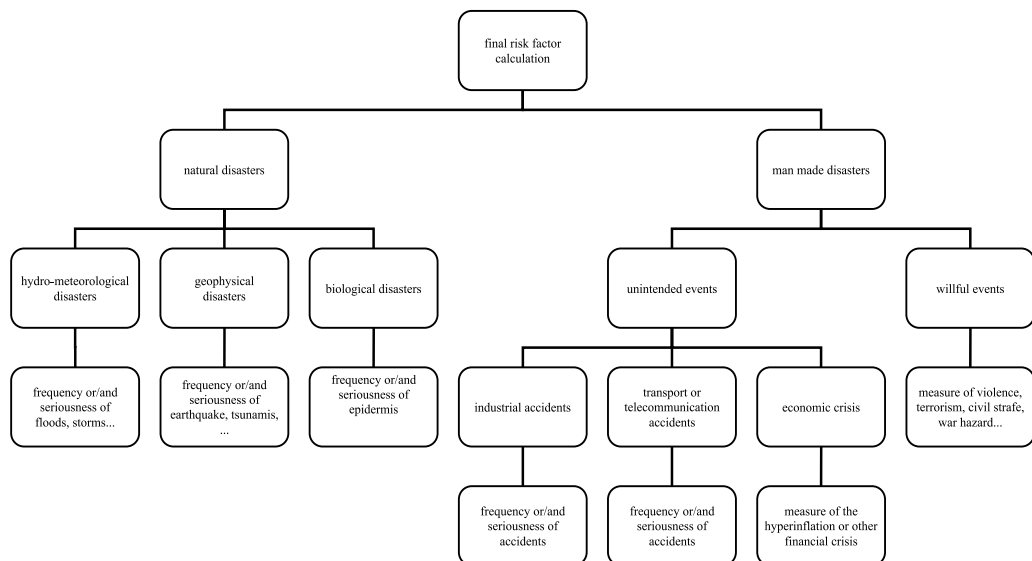 final risk factor
calculation
natural disasters
man made disasters
hydro-meteorological
disasters
geophysical
disasters
biological disasters
unintended events
willful events
frequency or/and
seriousness of
floods, storms...
frequency or/and
seriousness of
earthquake, tsunamis,
...
frequency or/and
seriousness of
epidermis
industrial accidents
transport or
telecommunication
accidents
economic crisis
measure of violence,
terrorism, civil strafe,
war hazard...
frequency or/and
seriousness of
accidents
frequency or/and
seriousness of
accidents
measure of the
hyperinflation or other
financial crisis